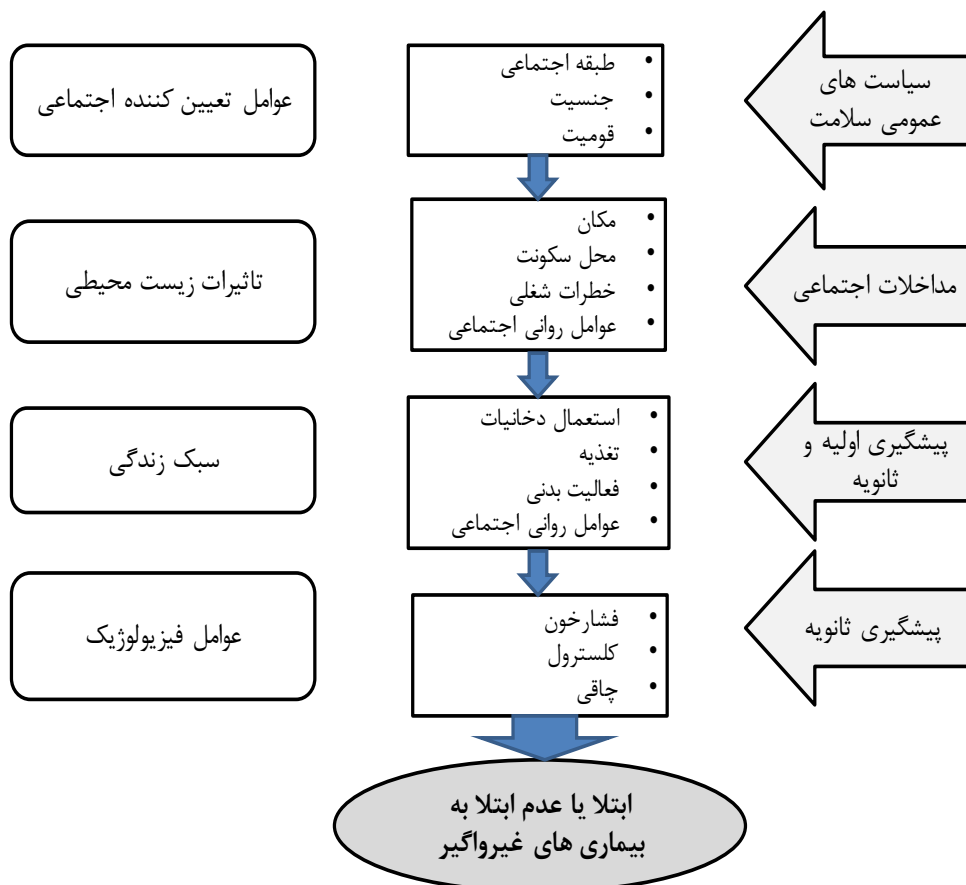 سیاست های
عمومی سلامت
• طبقه اجتماعی
• جنسیت
• قومیت
عوامل تعیین کننده اجتماعی
مداخلات اجتماعی
• مکان
• محل سکونت
• خطرات شغلی
• عوامل روانی اجتماعی
تاثیرات زیست محیطی
پیشگیری اولیه و
ثانویه
• استعمال دخانیات
• تغذیه
• فعالیت بدنی
• عوامل روانی اجتماعی
سبک زندگی
پیشگیری ثانویه
• فشارخون
• کلسترول
• چاقی
عوامل فیزیولوژیک
ابتلا یا عدم ابتلا به
بیماری های غیرواگیر